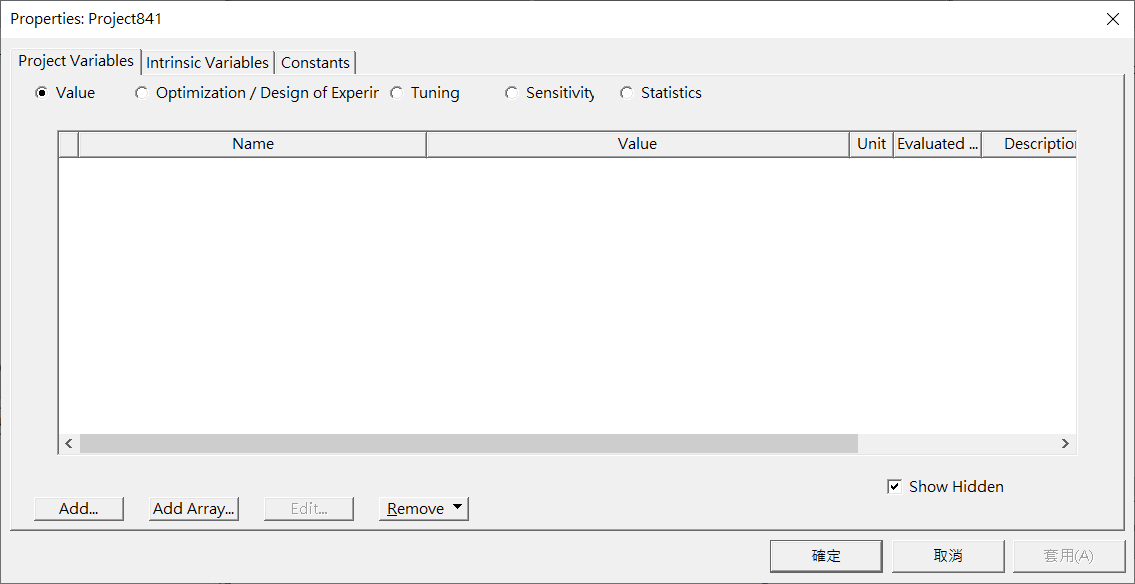 Properties: Project841
Project Variables Intrinsic Variables Constants
Value Optimization / Design of Experir Tuning Sensitivity Statistics
Name Value Unit Evaluated ... Description
Add... Add Array... Edit... Remove Show Hidden
確定 取消 套用(A)